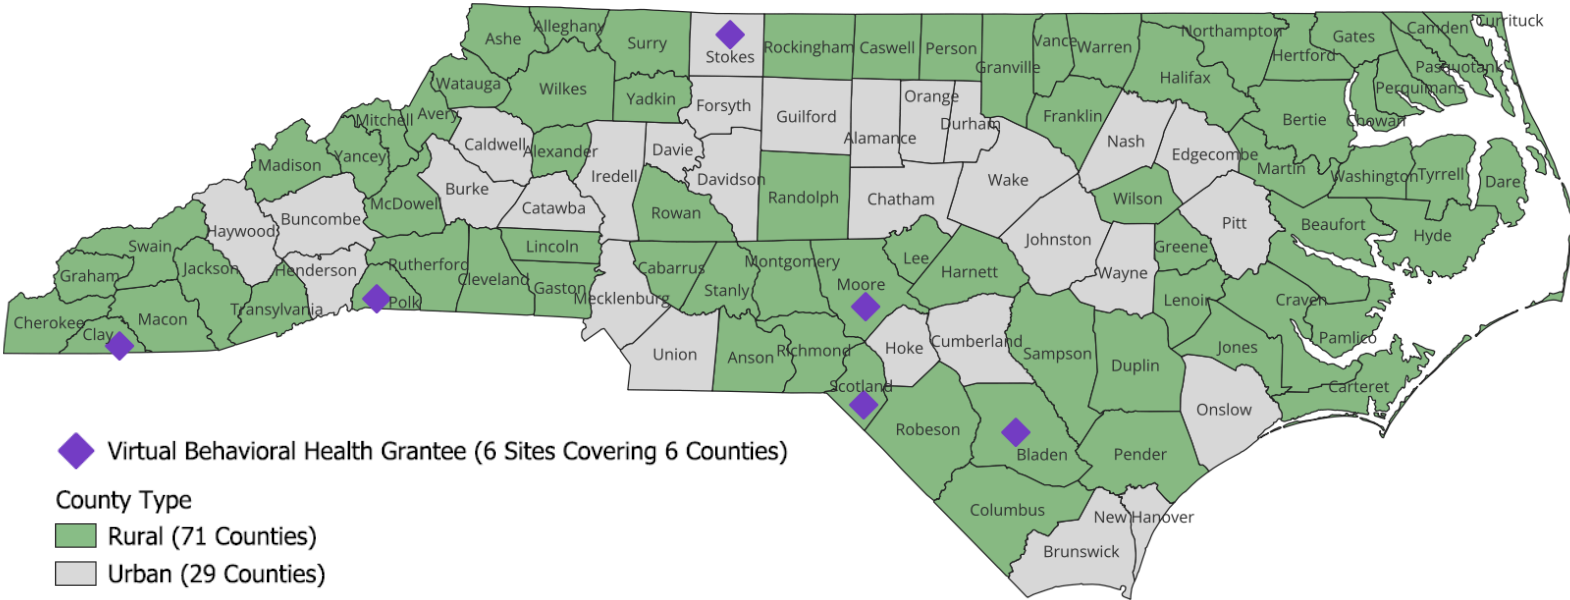 Ashe
Alleghany
Surry
Stokes
Rockingham
Caswell
Person
Granville
Vance
Warren
Northampton
Hertford
Gates
Camden
Currituck
Pasquotank
Perquimans
Chowan
Halifax
Bertie
Watauga
Wilkes
Yadkin
Forsyth
Guilford
Alamance
Orange
Durham
Franklin
Nash
Edgecombe
Martin
Washington
Tyrrell
Dare
Mitchell
Avery
Caldwell
Alexander
Iredell
Davie
Davidson
Randolph
Chatham
Wake
Wilson
Pitt
Beaufort
Hyde
Madison
Yancey
McDowell
Burke
Catawba
Rowan
Johnston
Wayne
Greene
Haywood
Buncombe
Swain
Graham
Jackson
Henderson
Rutherford
Cleveland
Lincoln
Gaston
Mecklenburg
Cabarrus
Stanly
Montgomery
Moore
Lee
Harnett
Lenoir
Craven
Pamlico
Cherokee
Clay
Macon
Transylvania
Polk
Union
Anson
Richmond
Hoke
Cumberland
Sampson
Duplin
Jones
Carteret
Scotland
Robeson
Bladen
Pender
Onslow
Columbus
New Hanover
Brunswick
Virtual Behavioral Health Grantee (6 Sites Covering 6 Counties)
County Type
Rural (71 Counties)
Urban (29 Counties)